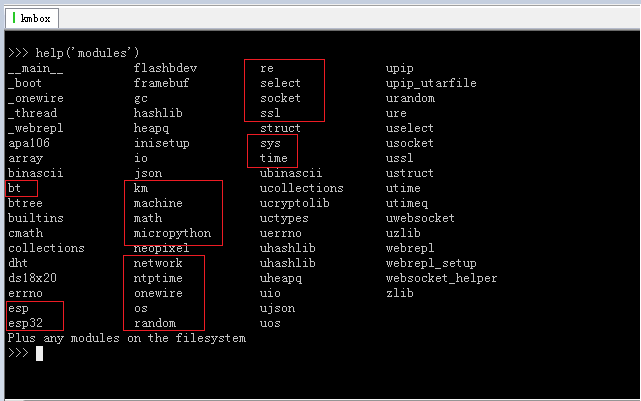 kmbox
>>> help('modules')
__main__ flashbdev re upip
_boot framebuf select upip_utarfile
_onewire gc socket urandom
_thread hashlib ssl ure
_webrepl heapq struct uselect
apa106 inisetup sys usocket
array io time ussl
binascii json ubinascii ustruct
bt km ucollections utime
btree machine ucryptolib utimeq
builtins math uctypes uwebsocket
cmath micropython uerrno uzlib
collections neopixel uhashlib webrepl
dht network uhashlib webrepl_setup
ds18x20 ntptime uheapq websocket_helper
errno onewire uio zlib
esp os ujson
esp32 random uos
Plus any modules on the filesystem
>>>